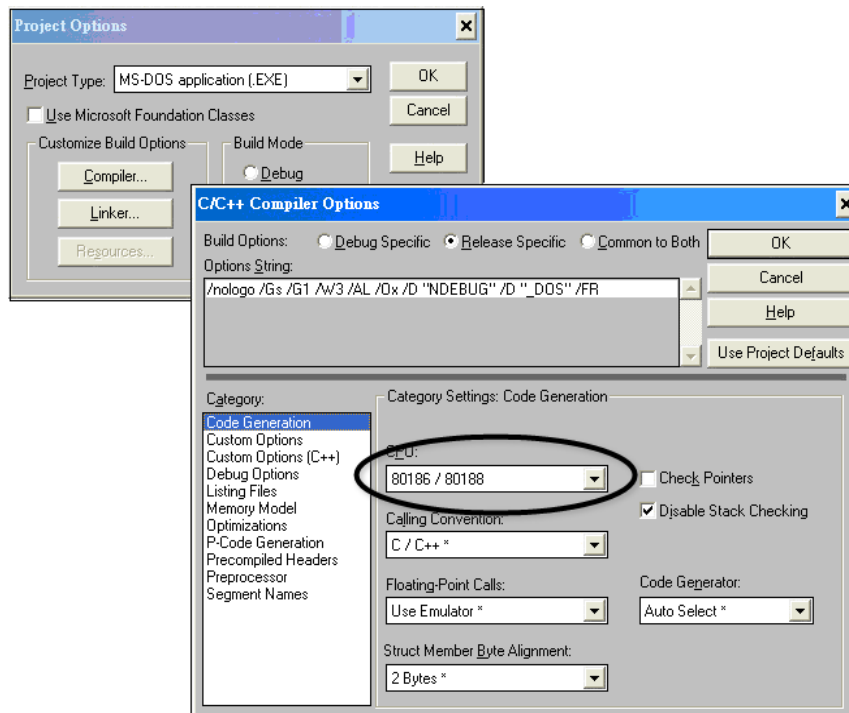 Project Options
Project Type: MS-DOS application (.EXE)
OK
Use Microsoft Foundation Classes
Cancel
Customize Build Options
Build Mode
Help
Compiler...
Debug
Linker...
Resources...
C/C++ Compiler Options
Build Options: Debug Specific Release Specific Common to Both
OK
Options String:
Cancel
/nologo /Gs /G1 /W3 /AL /Ox /D "NDEBUG" /D "_DOS" /FR
Help
Use Project Defaults
Category:
Code Generation
Custom Options
Custom Options (C++)
Debug Options
Listing Files
Memory Model
Optimizations
P-Code Generation
Precompiled Headers
Preprocessor
Segment Names
Category Settings: Code Generation
CPU:
80186 / 80188
Check Pointers
Disable Stack Checking
Calling Convention:
C / C++ *
Floating-Point Calls:
Use Emulator *
Code Generator:
Auto Select *
Struct Member Byte Alignment:
2 Bytes *